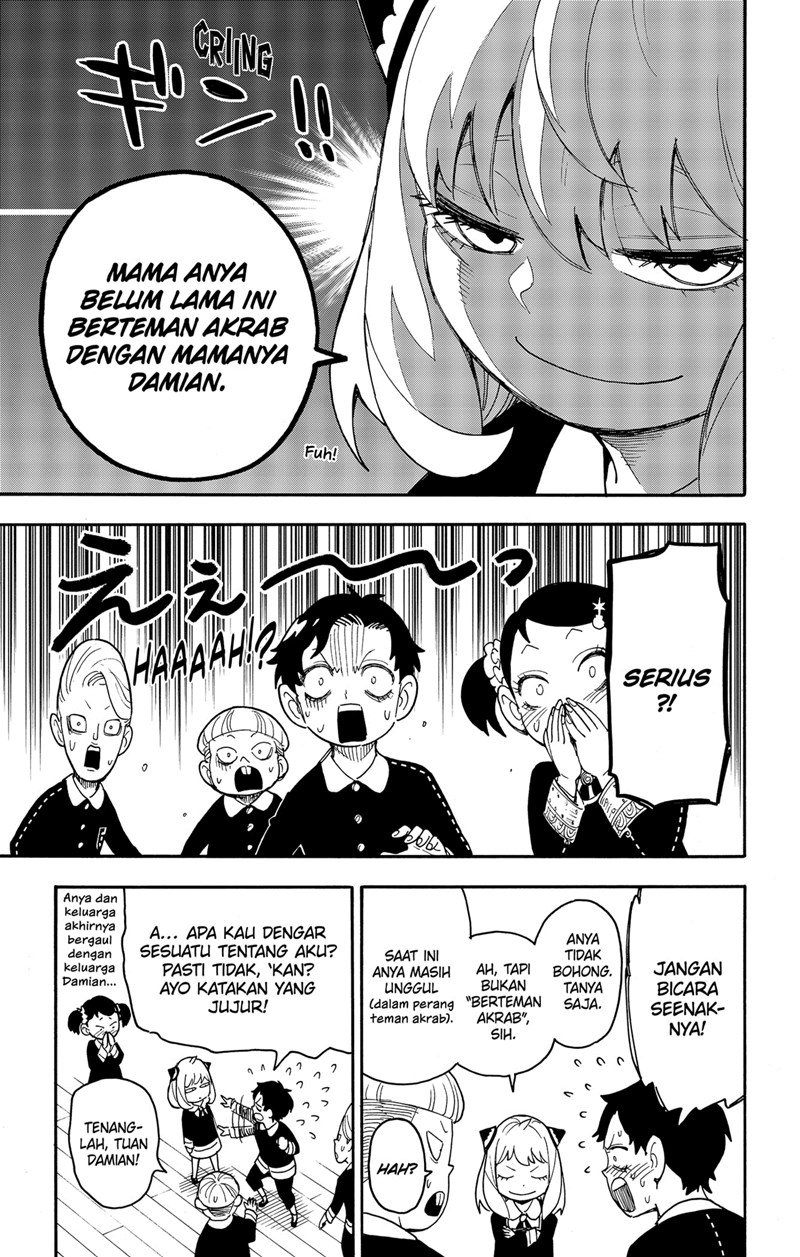 CRIING
ギン!!
MAMA ANYA
BELUM LAMA INI
BERTEMAN AKRAB
DENGAN MAMANYA
DAMIAN.
Fuh!
SERIUS
?!
えぇ〜〜っ
HAAAAAH!?
JANGAN
BICARA
SEENAK-
NYA!
ANYA
TIDAK
BOHONG.
TANYA
SAJA.
AH, TAPI
BUKAN
“BERTEMAN
AKRAB”,
SIH.
SAAT INI
ANYA MASIH
UNGGUL
(dalam perang
teman akrab).
HAH?
A... APA KAU DENGAR
SESUATU TENTANG AKU?
PASTI TIDAK, ‘KAN?
AYO KATAKAN YANG
JUJUR!
Anya dan
keluarga
akhirnya
bergaul
dengan
keluarga
Damian...
TENANG-
LAH, TUAN
DAMIAN!